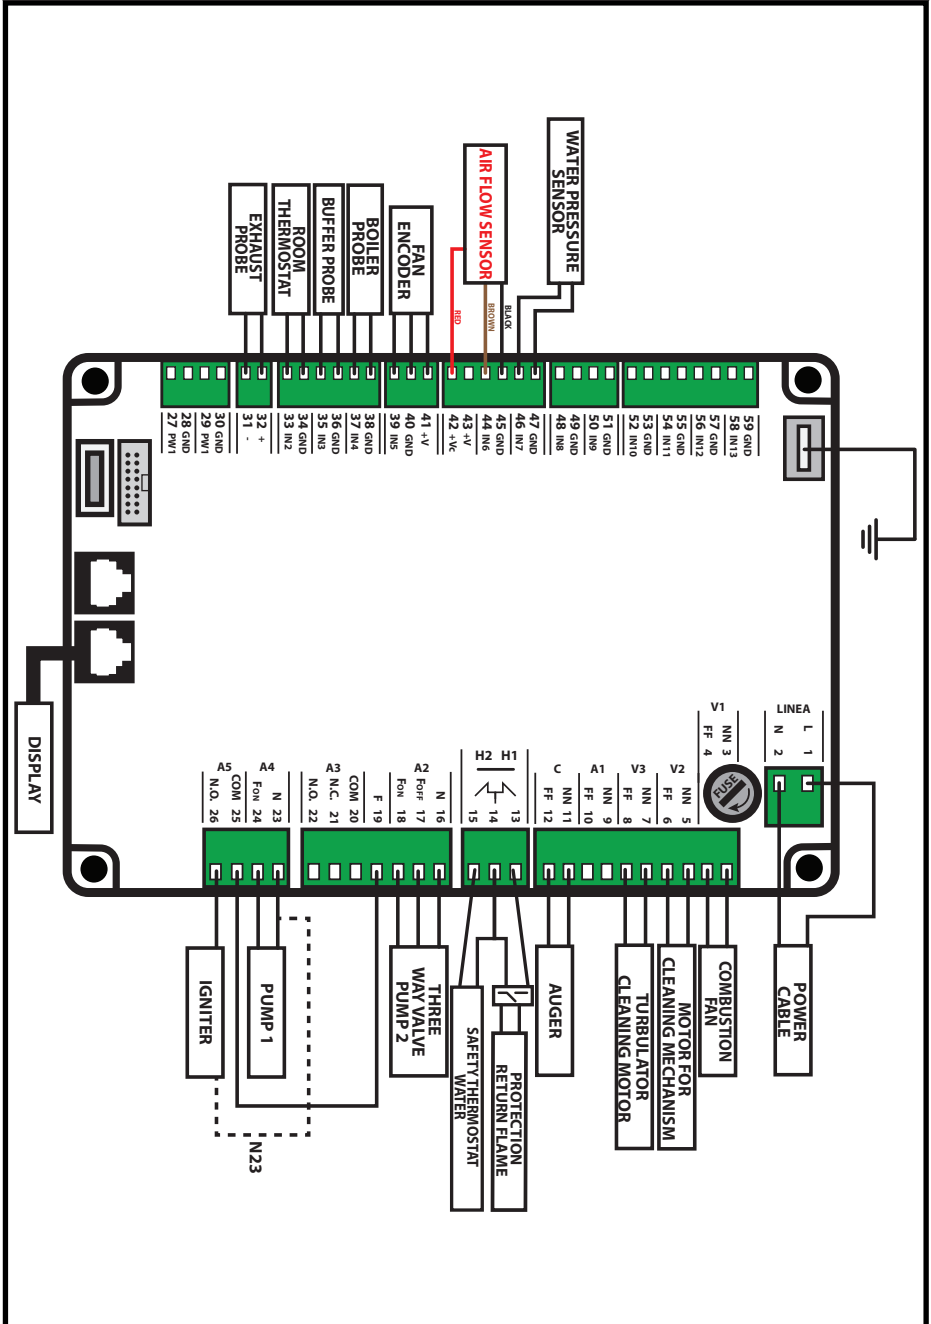 WATER PRESSURE
SENSOR
AIR FLOW SENSOR
RED
BROWN
BLACK
FAN
ENCODER
BOILER
PROBE
BUFFER PROBE
ROOM
THERMOSTAT
EXHAUST
PROBE
59 GND
58 IN13
57 GND
56 IN12
55 GND
54 IN11
53 GND
52 IN10
51 GND
50 IN9
49 GND
48 IN8
47 GND
46 IN7
45 GND
44 IN6
43 +V
42 +Vc
41 +V
40 GND
39 IN5
38 GND
37 IN4
36 GND
35 IN3
34 GND
33 IN2
32 +
31 -
30 GND
29 PW1
28 GND
27 PW1
DISPLAY
LINEA
L 1
N 2
V1
NN 3
FF 4
FUSE
V2
NN 5
FF 6
V3
NN 7
FF 8
A1
NN 9
FF 10
C
NN 11
FF 12
H2 H1
13
14
15
A2
N 16
FOFF 17
FON 18
F 19
A3
COM 20
N.C. 21
N.O. 22
A4
N 23
FON 24
A5
COM 25
N.O. 26
POWER
CABLE
COMBUSTION
FAN
MOTOR FOR
CLEANING MECHANISM
TURBULATOR
CLEANING MOTOR
AUGER
PROTECTION
RETURN FLAME
SAFETY THERMOSTAT
WATER
THREE
WAY VALVE
PUMP 2
PUMP 1
IGNITER
N23